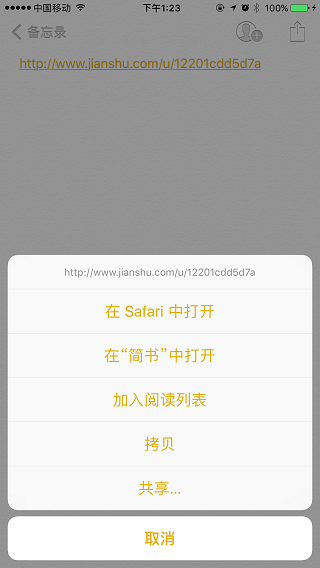 中国移动 下午1:23 100%
备忘录
http://www.jianshu.com/u/12201cdd5d7a
http://www.jianshu.com/u/12201cdd5d7a
在 Safari 中打开
在“简书”中打开
加入阅读列表
拷贝
共享...
取消